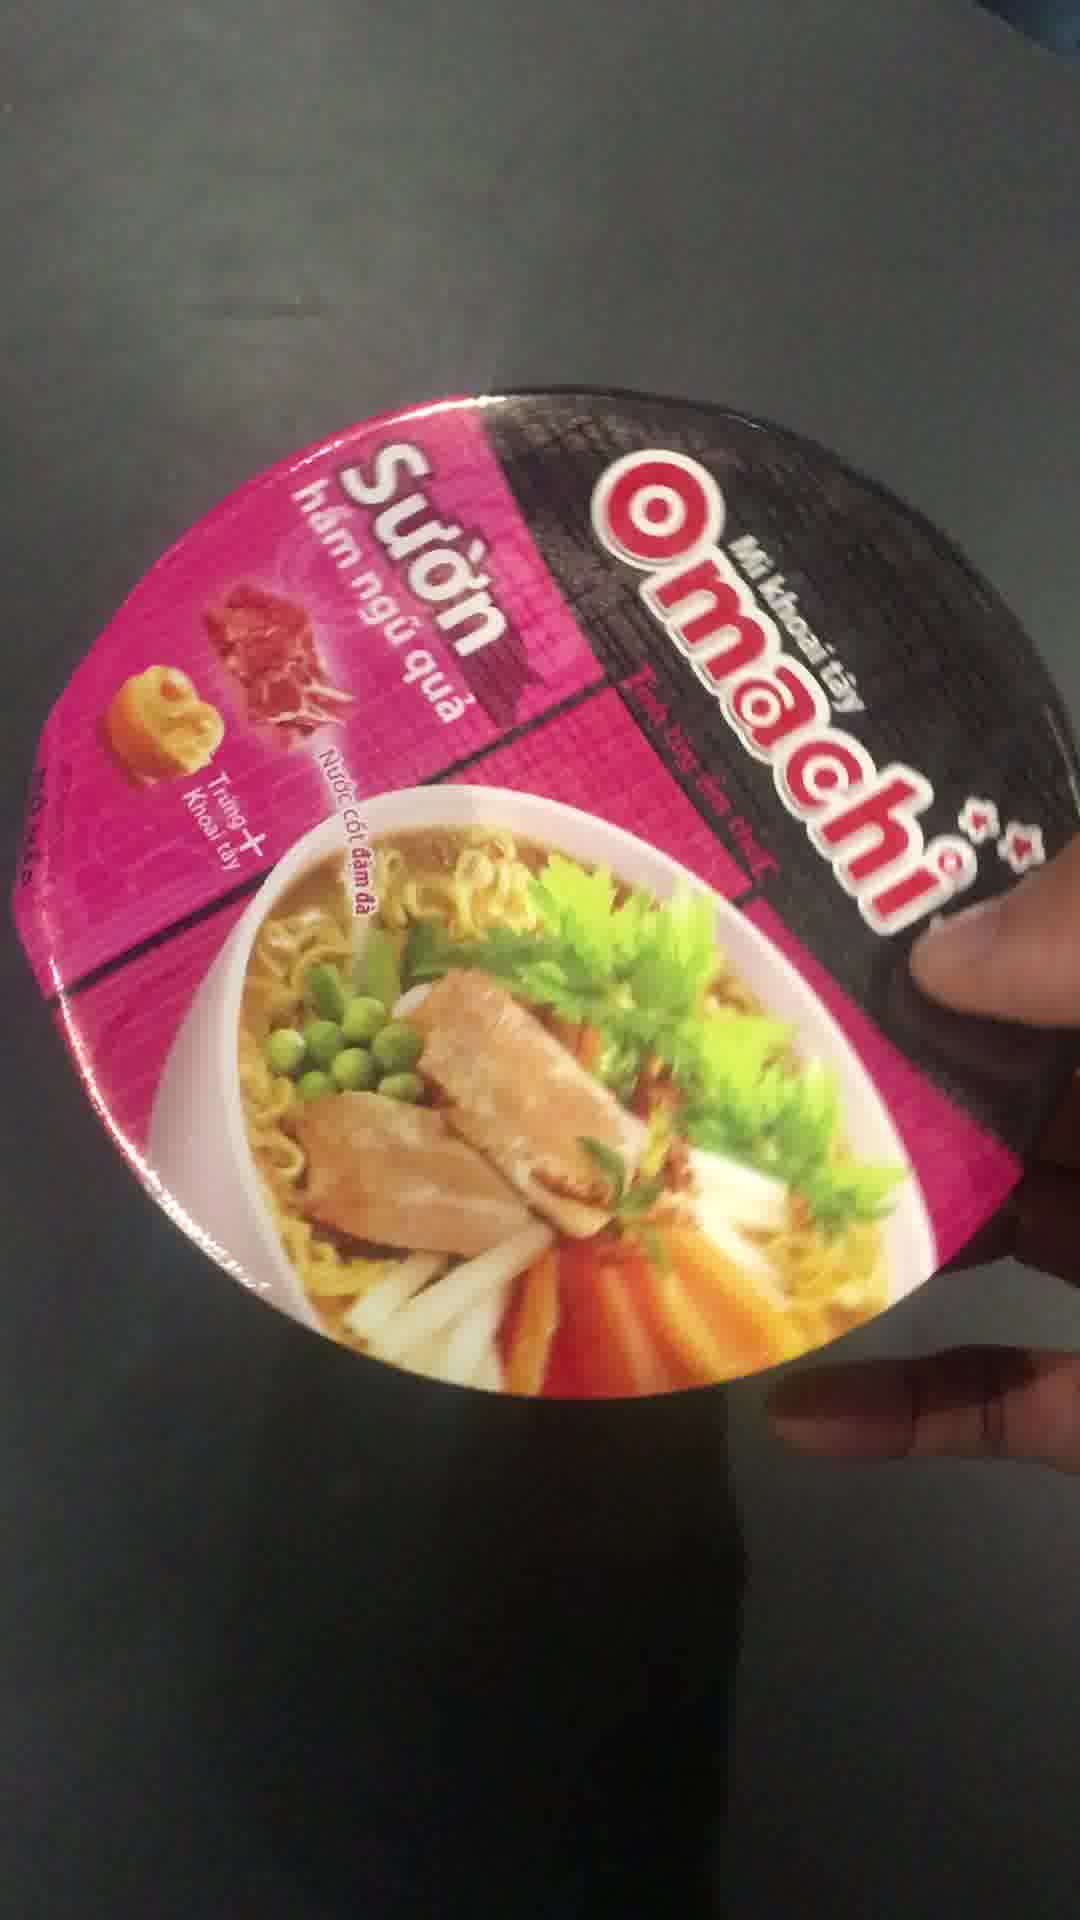 Mì khoai tây
Omachi
Sườn
hầm ngũ quả
Nước cốt đậm đà
Trứng +
Khoai tây